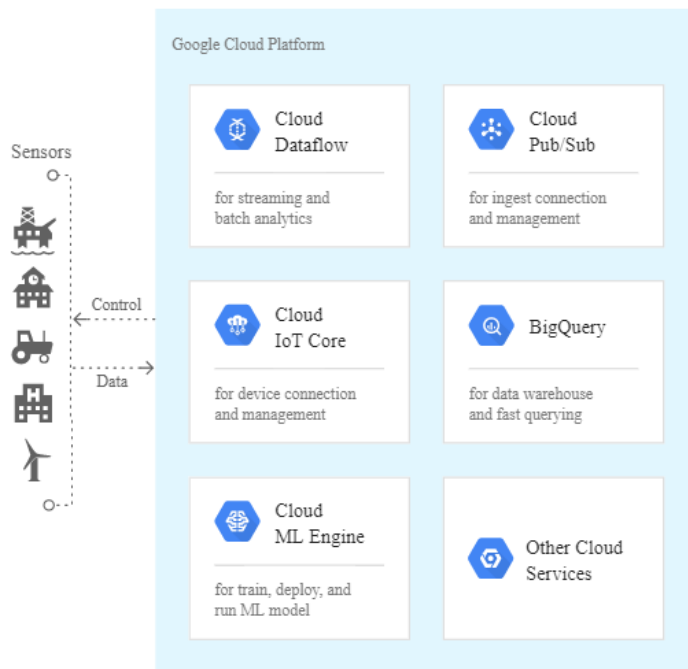 Google Cloud Platform
Sensors
Control
Data
Cloud
Dataflow
for streaming and
batch analytics
Cloud
Pub/Sub
for ingest connection
and management
Cloud
IoT Core
for device connection
and management
BigQuery
for data warehouse
and fast querying
Cloud
ML Engine
for train, deploy, and
run ML model
Other Cloud
Services
H